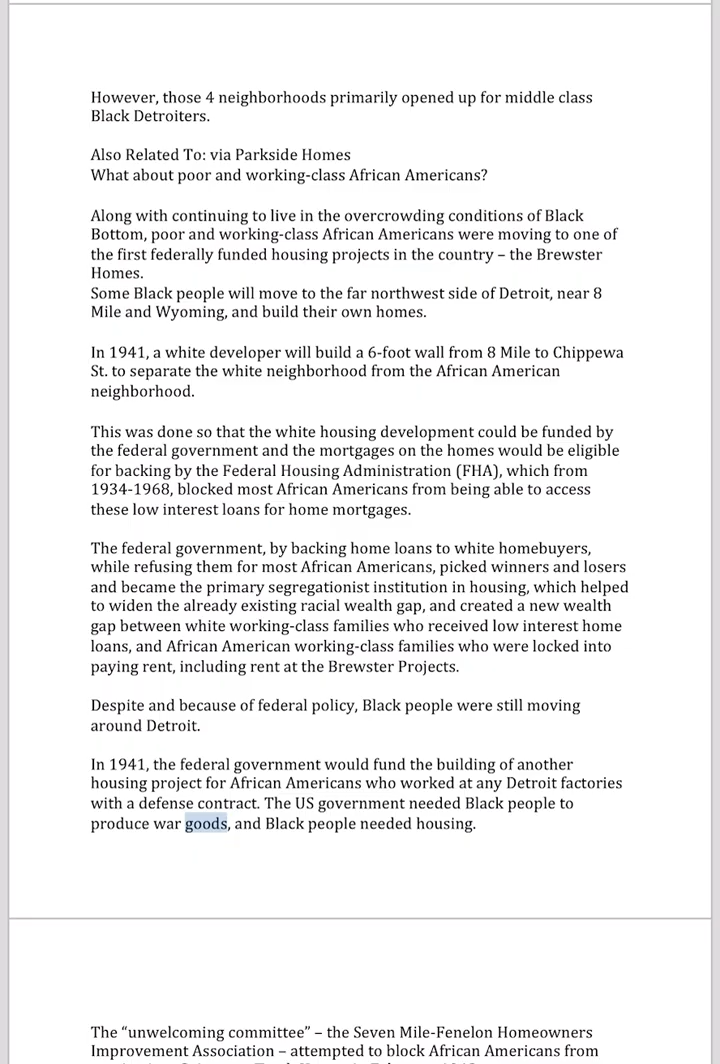 However, those 4 neighborhoods primarily opened up for middle class
Black Detroiters.
Also Related To: via Parkside Homes
What about poor and working-class African Americans?
Along with continuing to live in the overcrowding conditions of Black
Bottom, poor and working-class African Americans were moving to one of
the first federally funded housing projects in the country – the Brewster
Homes.
Some Black people will move to the far northwest side of Detroit, near 8
Mile and Wyoming, and build their own homes.
In 1941, a white developer will build a 6-foot wall from 8 Mile to Chippewa
St. to separate the white neighborhood from the African American
neighborhood.
This was done so that the white housing development could be funded by
the federal government and the mortgages on the homes would be eligible
for backing by the Federal Housing Administration (FHA), which from
1934-1968, blocked most African Americans from being able to access
these low interest loans for home mortgages.
The federal government, by backing home loans to white homebuyers,
while refusing them for most African Americans, picked winners and losers
and became the primary segregationist institution in housing, which helped
to widen the already existing racial wealth gap, and created a new wealth
gap between white working-class families who received low interest home
loans, and African American working-class families who were locked into
paying rent, including rent at the Brewster Projects.
Despite and because of federal policy, Black people were still moving
around Detroit.
In 1941, the federal government would fund the building of another
housing project for African Americans who worked at any Detroit factories
with a defense contract. The US government needed Black people to
produce war goods, and Black people needed housing.
The “unwelcoming committee” – the Seven Mile-Fenelon Homeowners
Improvement Association – attempted to block African Americans from